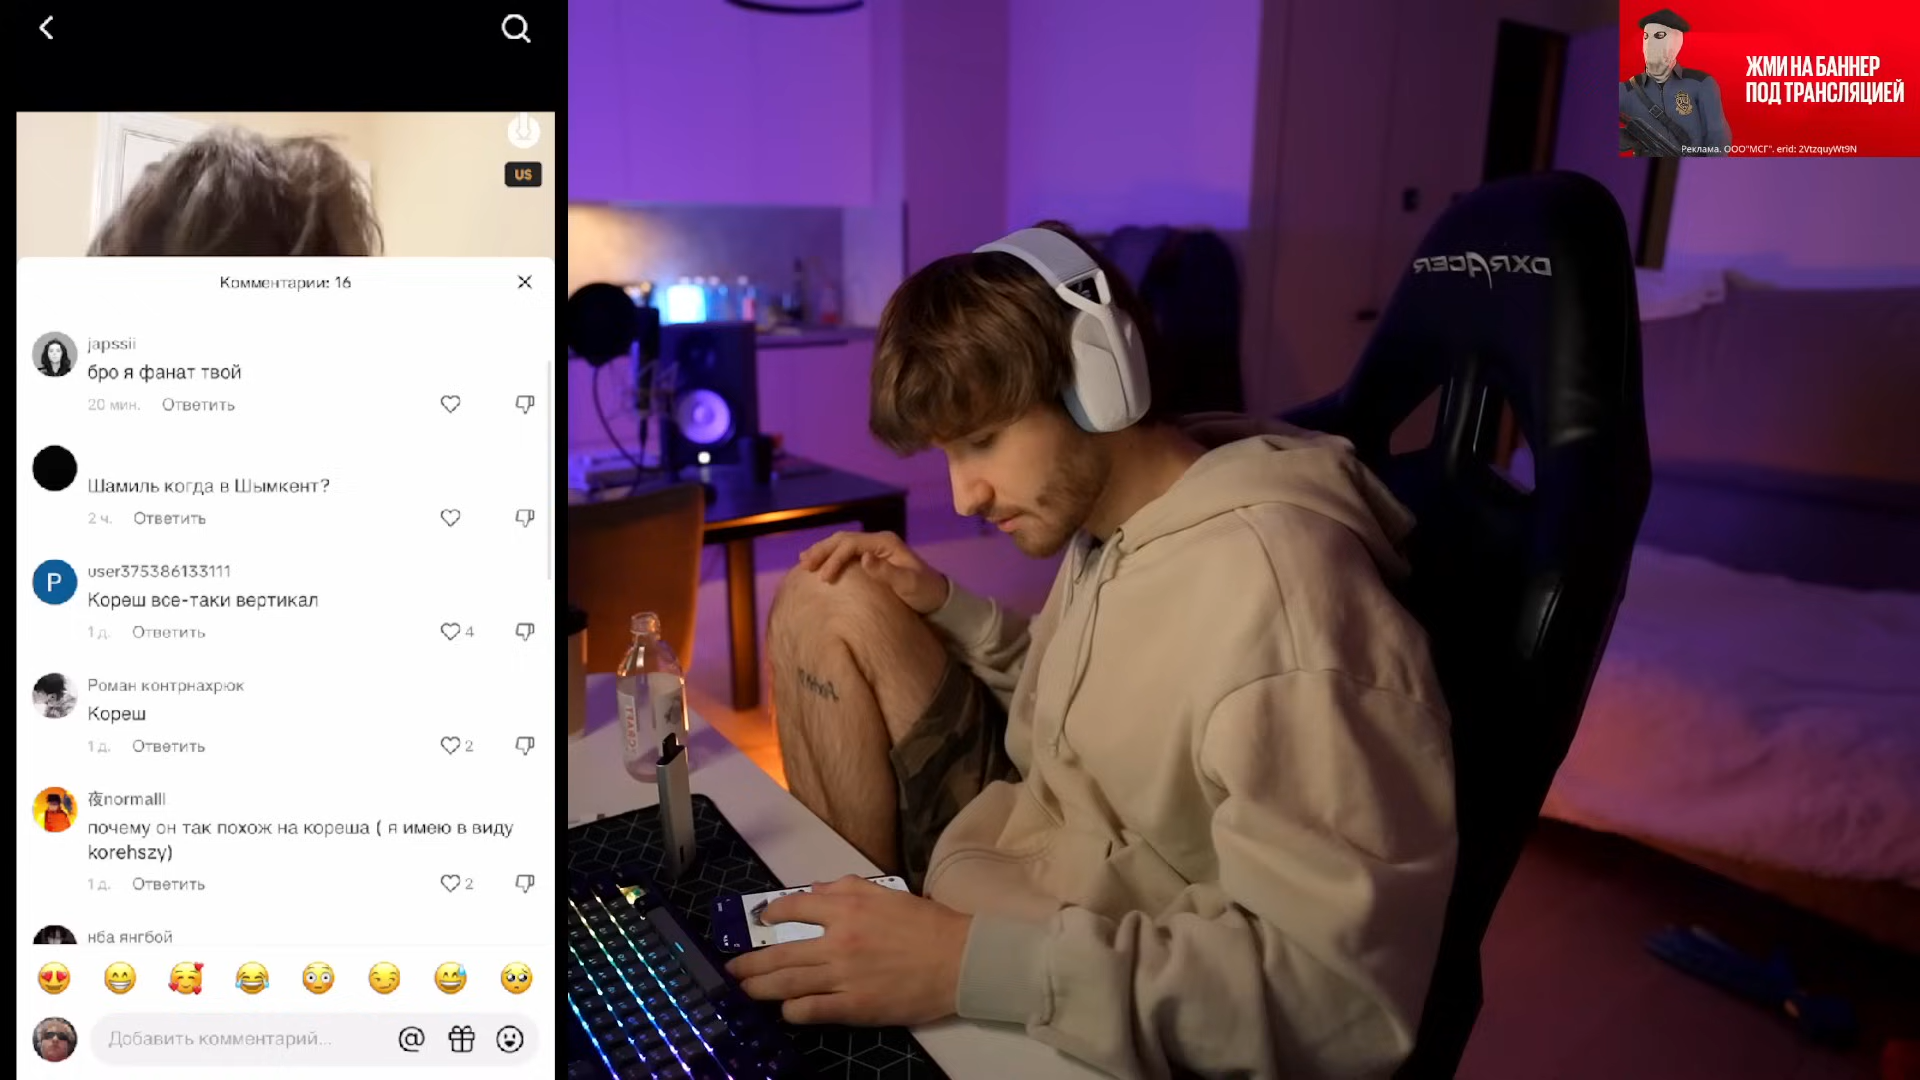 US
Комментарии: 16
japssii
бро я фанат твой
20 мин. Ответить
Шамиль когда в Шымкент?
2 ч. Ответить
P
user375386133111
Кореш все-таки вертикал
1 д. Ответить
4
Роман контрнахрюк
Кореш
1 д. Ответить
2
夜normalll
почему он так похож на кореша ( я имею в виду
korehszy)
1 д. Ответить
2
нба янгбой
Добавить комментарий...
DXRACER
ЖМИ НА БАННЕР
ПОД ТРАНСЛЯЦИЕЙ
Реклама. ООО"МСГ". erid: 2VtzquyWt9N